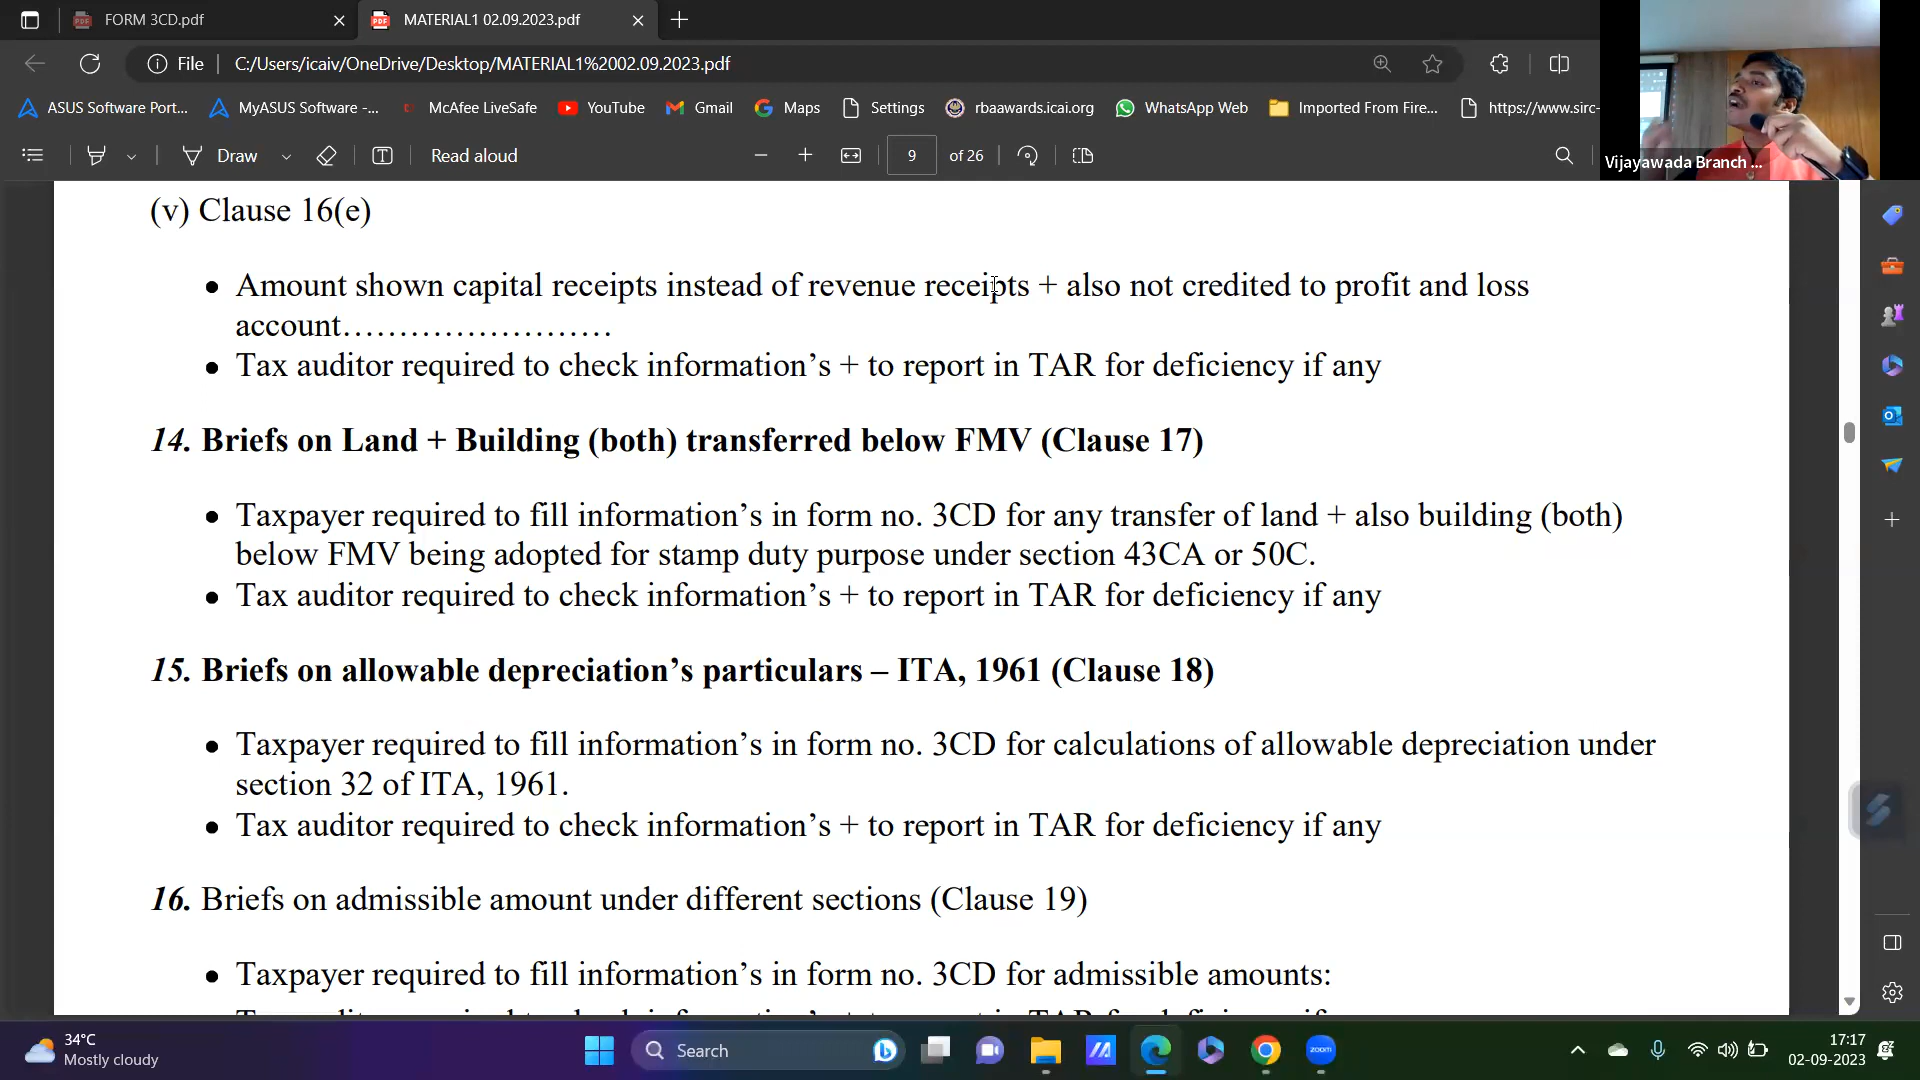 FORM 3CD.pdf
MATERIAL1 02.09.2023.pdf
File
C:/Users/icaiv/OneDrive/Desktop/MATERIAL1%2002.09.2023.pdf
ASUS Software Port...
MyASUS Software -...
McAfee LiveSafe
YouTube
Gmail
Maps
Settings
rbaawards.icai.org
WhatsApp Web
Imported From Fire...
https://www.sirc-
Draw
Read aloud
9
of 26
Vijayawada Branch ...
(v) Clause 16(e)
• Amount shown capital receipts instead of revenue receipts + also not credited to profit and loss
account……………………
• Tax auditor required to check information’s + to report in TAR for deficiency if any
14. Briefs on Land + Building (both) transferred below FMV (Clause 17)
• Taxpayer required to fill information’s in form no. 3CD for any transfer of land + also building (both)
below FMV being adopted for stamp duty purpose under section 43CA or 50C.
• Tax auditor required to check information’s + to report in TAR for deficiency if any
15. Briefs on allowable depreciation’s particulars – ITA, 1961 (Clause 18)
• Taxpayer required to fill information’s in form no. 3CD for calculations of allowable depreciation under
section 32 of ITA, 1961.
• Tax auditor required to check information’s + to report in TAR for deficiency if any
16. Briefs on admissible amount under different sections (Clause 19)
• Taxpayer required to fill information’s in form no. 3CD for admissible amounts:
34°C
Mostly cloudy
Search
zoom
17:17
02-09-2023